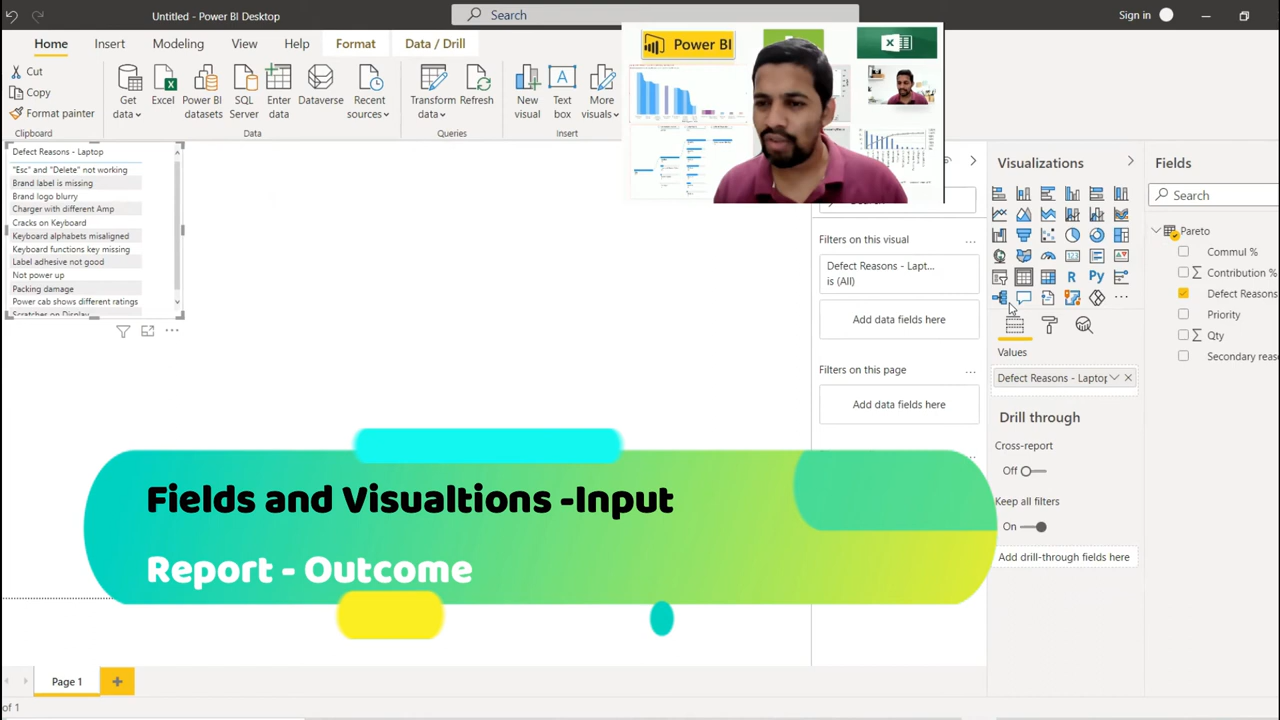 Untitled - Power BI Desktop
Search
Sign in
Home
Insert
Modeling
View
Help
Format
Data / Drill
Cut
Copy
Format painter
Clipboard
Get data
Excel
Power BI datasets
SQL Server
Enter data
Dataverse
Recent sources
Data
Transform data
Refresh
Queries
New visual
Text box
More visuals
Insert
Power BI
Defect Reasons - Laptop
"Esc" and "Delete" not working
Brand label is missing
Brand logo blurry
Charger with different Amp
Cracks on Keyboard
Keyboard alphabets misaligned
Keyboard functions key missing
Label adhesive not good
Not power up
Packing damage
Power cab shows different ratings
Scratches on Display
Filters on this visual
...
Defect Reasons - Lapt...
is (All)
Add data fields here
Filters on this page
...
Add data fields here
Visualizations
R
Py
...
Values
Defect Reasons - Laptop
Drill through
Cross-report
Off
Keep all filters
On
Add drill-through fields here
Fields
Search
Pareto
Commul %
Contribution %
Defect Reasons
Priority
Qty
Secondary reas
Fields and Visualtions -Input
Report - Outcome
Page 1
of 1